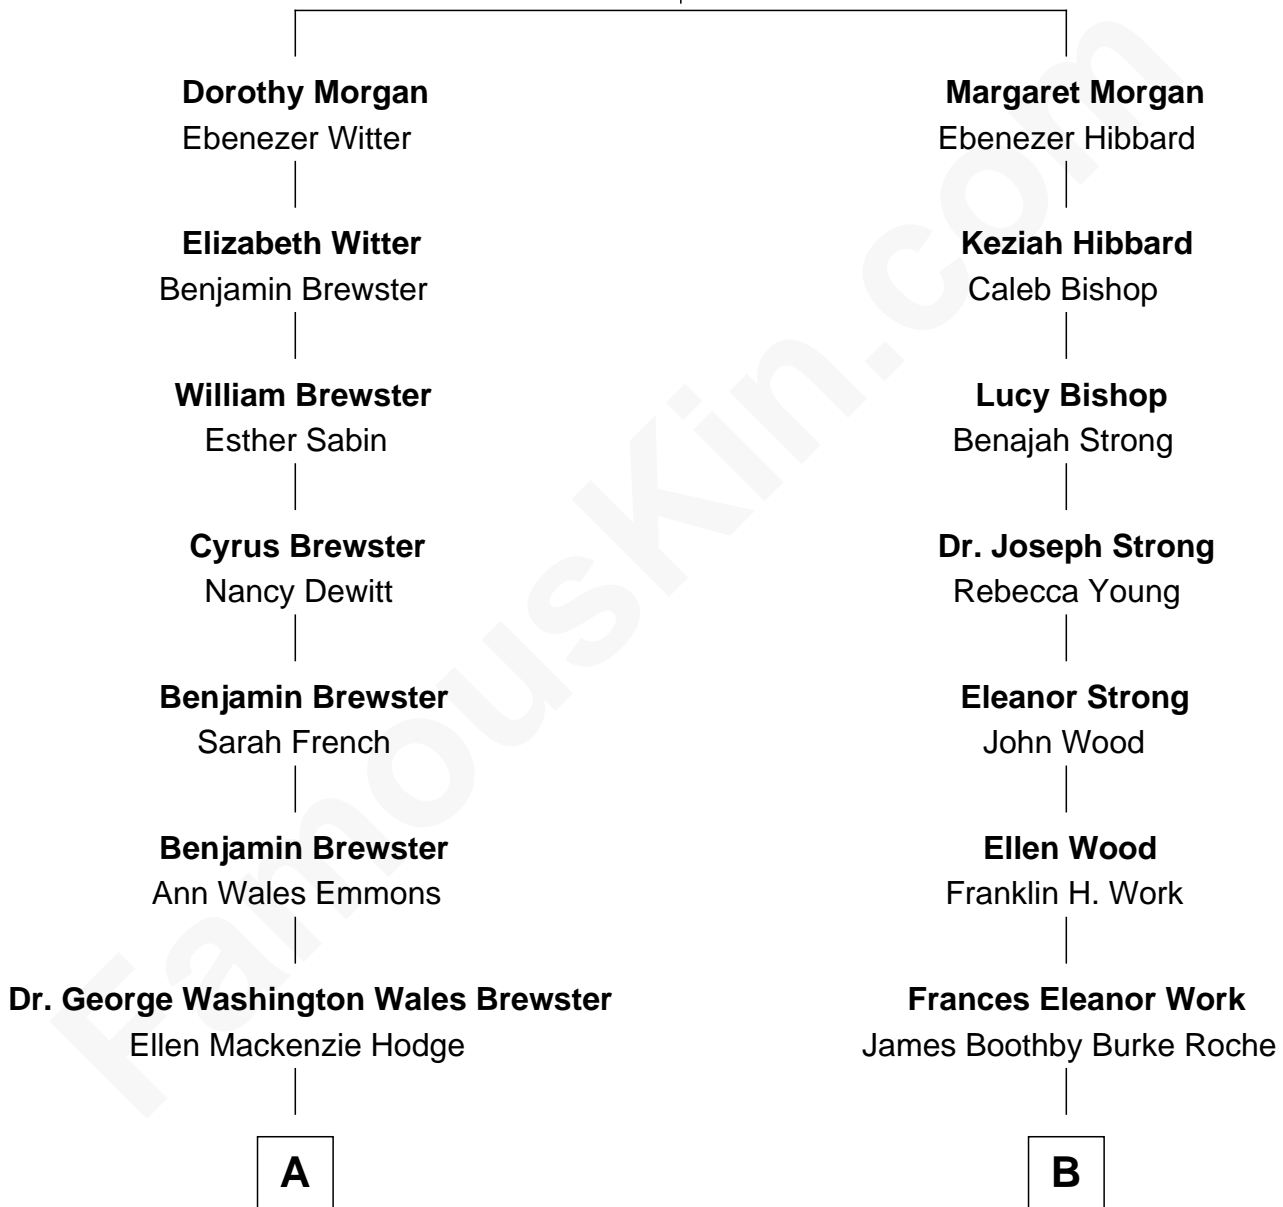 Dorothy Morgan
Ebenezer Witter
Margaret Morgan
Ebenezer Hibbard
Elizabeth Witter
Benjamin Brewster
Keziah Hibbard
Caleb Bishop
William Brewster
Esther Sabin
Lucy Bishop
Benajah Strong
Cyrus Brewster
Nancy Dewitt
Dr. Joseph Strong
Rebecca Young
Benjamin Brewster
Sarah French
Eleanor Strong
John Wood
Benjamin Brewster
Ann Wales Emmons
Ellen Wood
Franklin H. Work
Dr. George Washington Wales Brewster
Ellen Mackenzie Hodge
Frances Eleanor Work
James Boothby Burke Roche
A
B
FamousKin.com